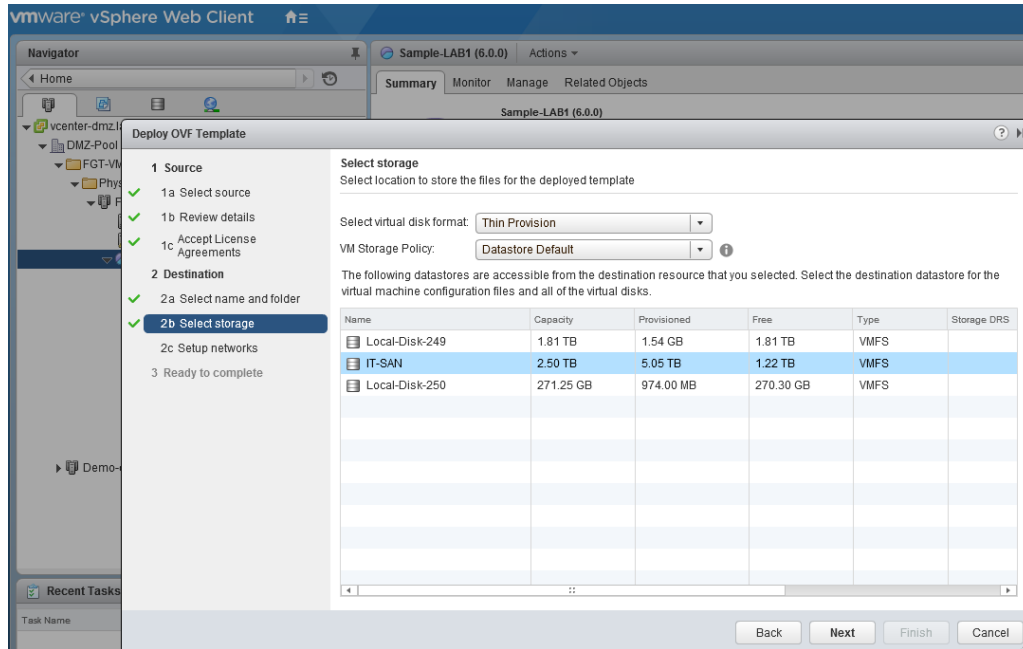 vmware® vSphere Web Client
Navigator
Home
vcenter-dmz.l
DMZ-Pool
FGT-VM
Phys
F
Demo-
Recent Tasks
Task Name
Sample-LAB1 (6.0.0) Actions
Summary Monitor Manage Related Objects
Sample-LAB1 (6.0.0)
Deploy OVF Template
1 Source
1a Select source
1b Review details
1c Accept License
Agreements
2 Destination
2a Select name and folder
2b Select storage
2c Setup networks
3 Ready to complete
Select storage
Select location to store the files for the deployed template
Select virtual disk format: Thin Provision
VM Storage Policy: Datastore Default
The following datastores are accessible from the destination resource that you selected. Select the destination datastore for the
virtual machine configuration files and all of the virtual disks.
Name Capacity Provisioned Free Type Storage DRS
Local-Disk-249 1.81 TB 1.54 GB 1.81 TB VMFS
IT-SAN 2.50 TB 5.05 TB 1.22 TB VMFS
Local-Disk-250 271.25 GB 974.00 MB 270.30 GB VMFS
Back Next Finish Cancel